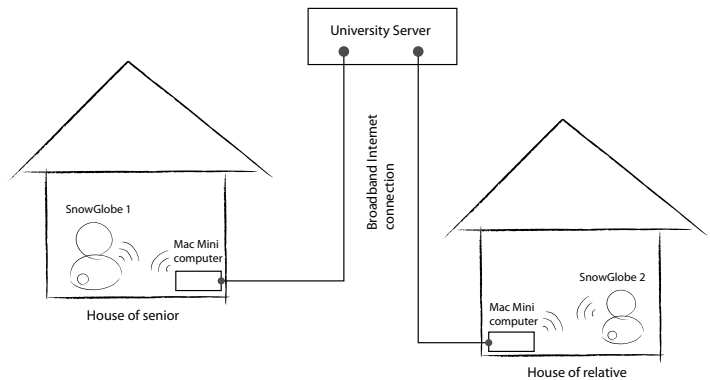 University Server
Broadband Internet
connection
SnowGlobe 1
Mac Mini
computer
House of senior
SnowGlobe 2
Mac Mini
computer
House of relative